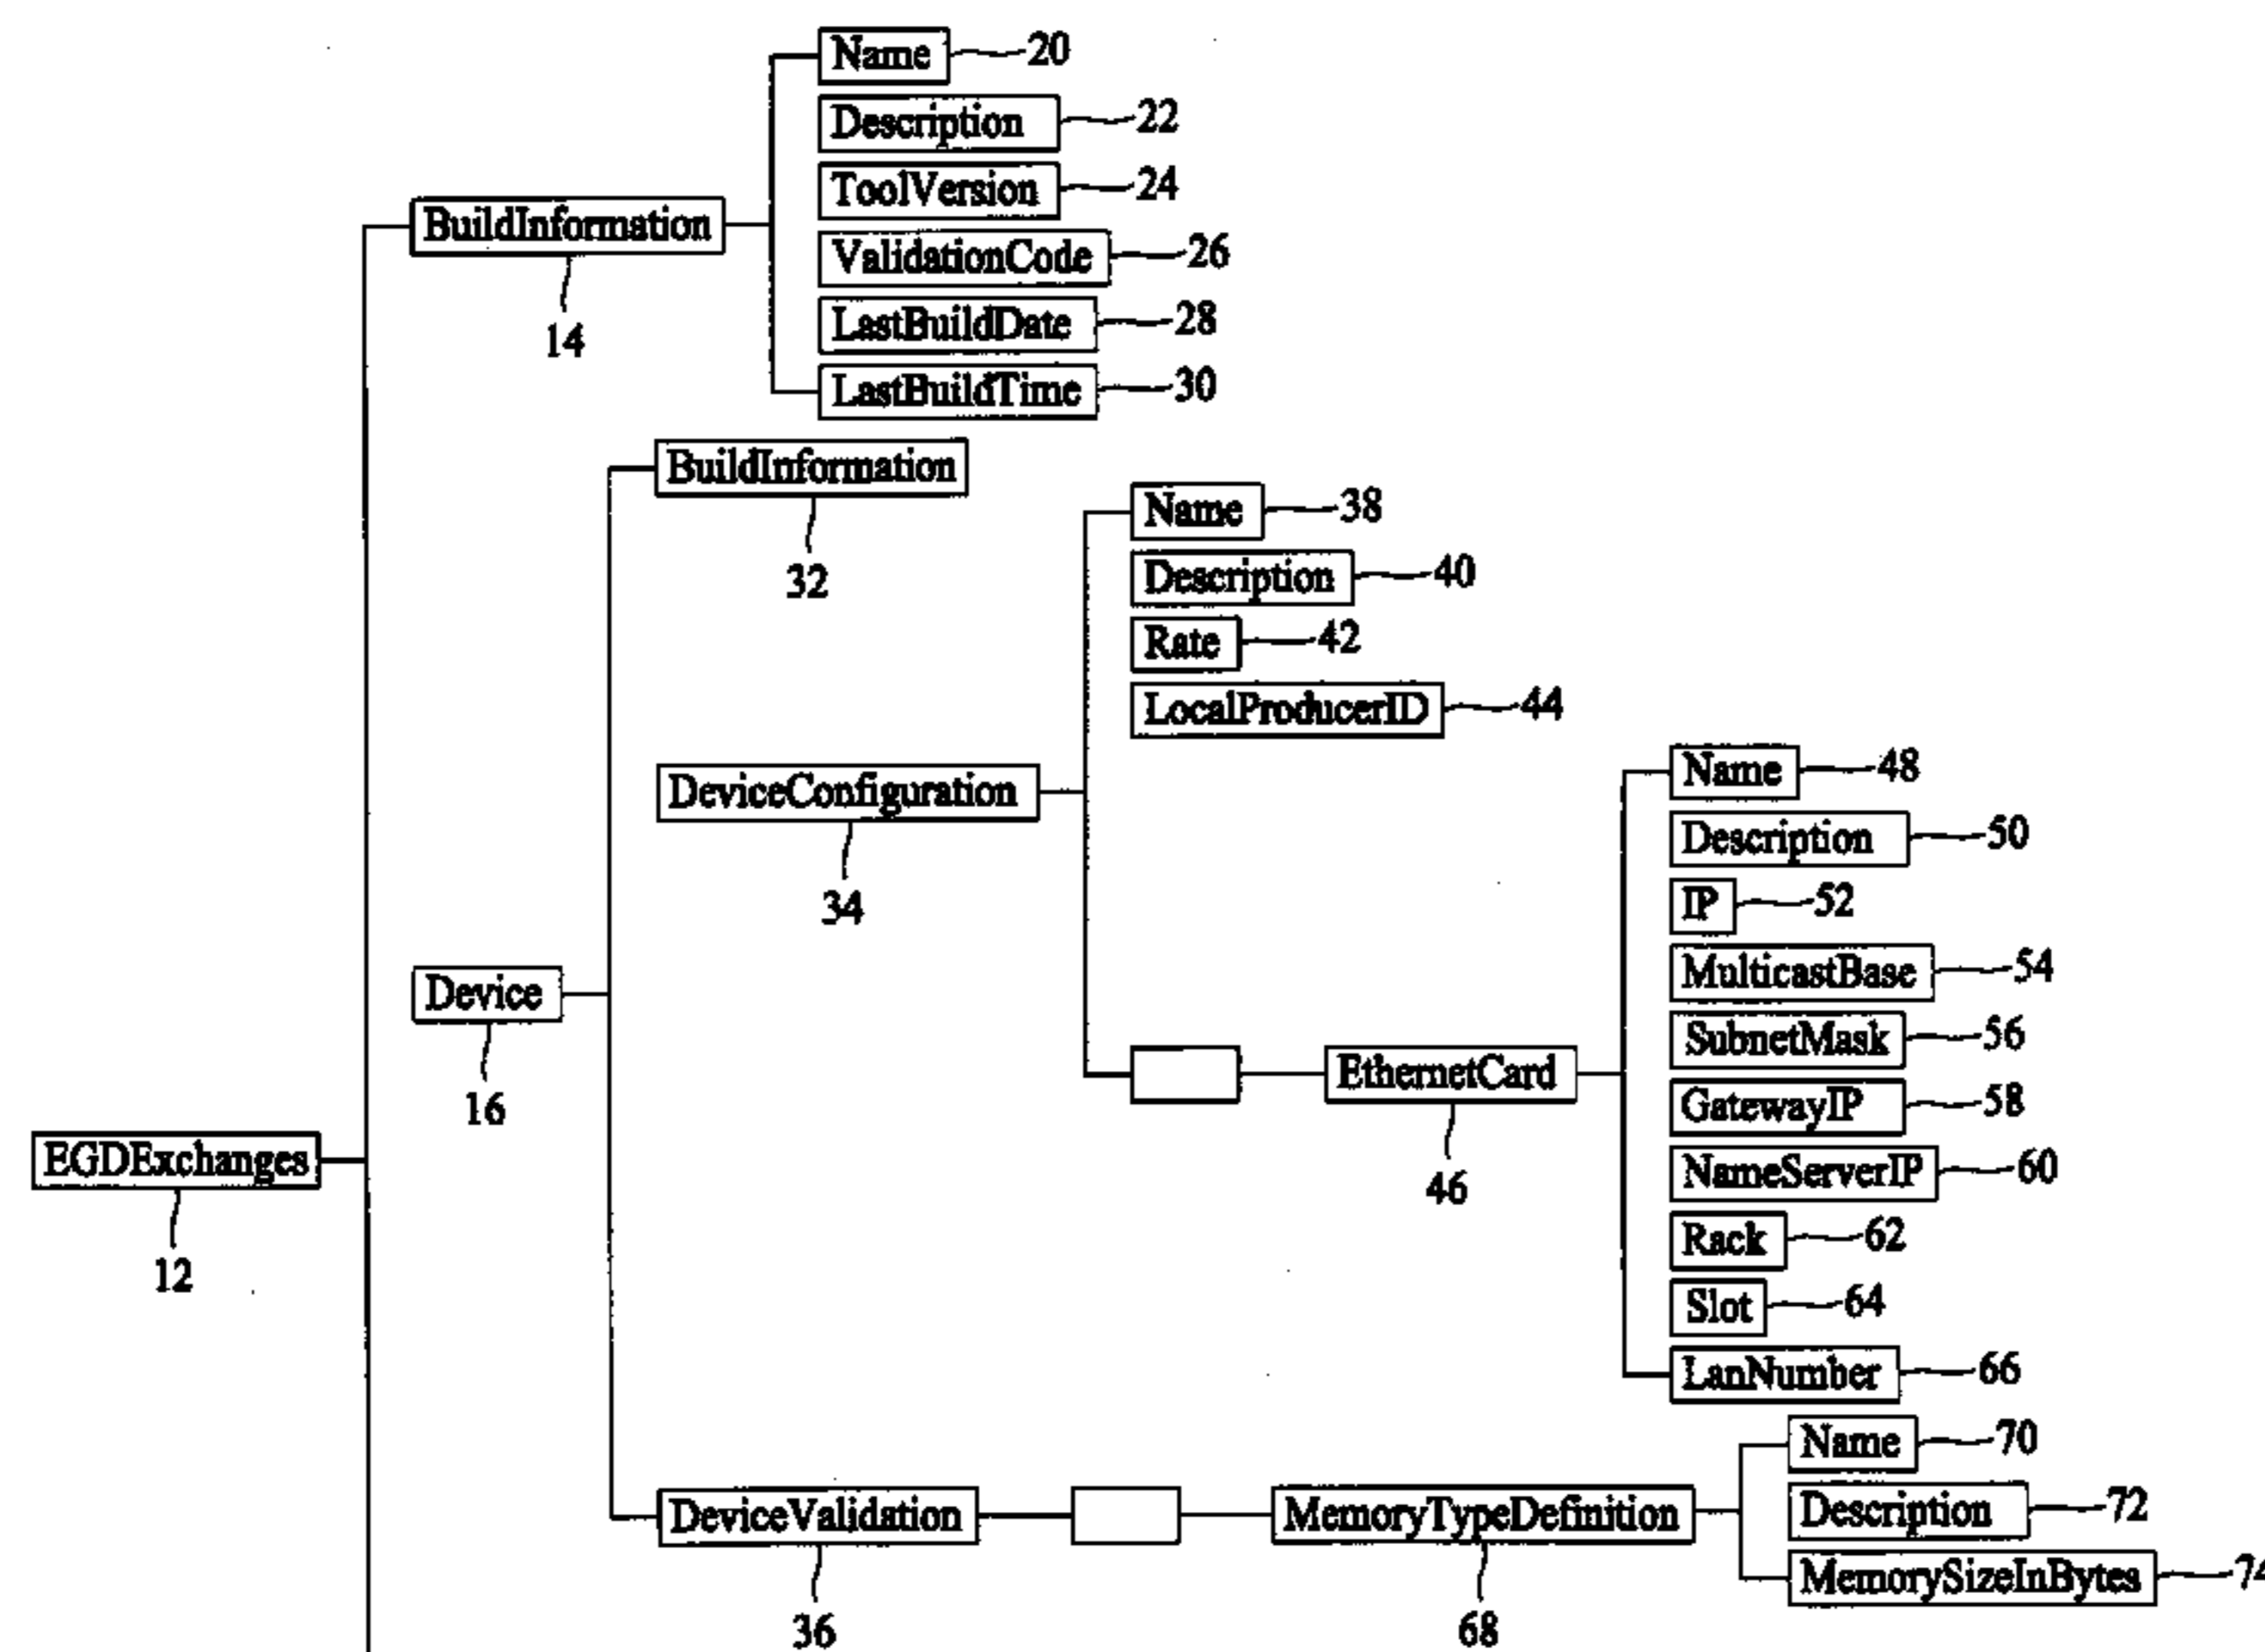 Name 20
Description 22
ToolVersion 24
BuildInformation
14
ValidationCode 26
LastBuildDate 28
LastBuildTime 30
BuildInformation
32
Name 38
Description 40
Rate 42
LocalProducerID 44
DeviceConfiguration
34
Name 48
Description 50
IP 52
MulticastBase 54
Device
16
SubnetMask 56
EthernetCard
46
GatewayIP 58
EGDExchanges
12
NameServerIP 60
Rack 62
Slot 64
LanNumber 66
Name 70
DeviceValidation
36
MemoryTypeDefinition
68
Description 72
MemorySizeInBytes 74